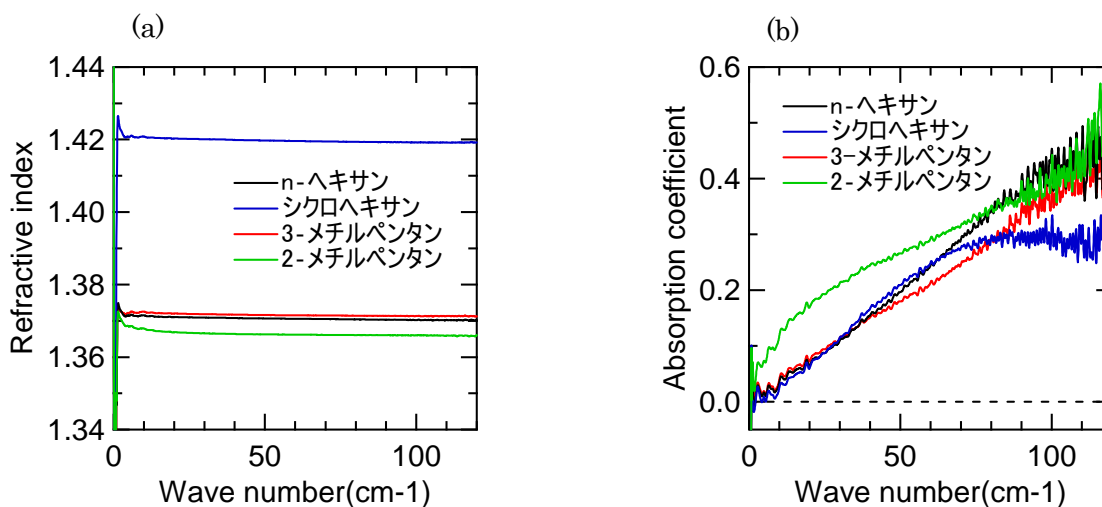 (a)
1.44
1.42
1.40
1.38
1.36
1.34
Refractive index
n-ヘキサン
シクロヘキサン
3-メチルペンタン
2-メチルペンタン
0
50
100
Wave number(cm-1)
(b)
0.6
0.4
0.2
0.0
Absorption coefficient
n-ヘキサン
シクロヘキサン
3-メチルペンタン
2-メチルペンタン
0
50
100
Wave number(cm-1)